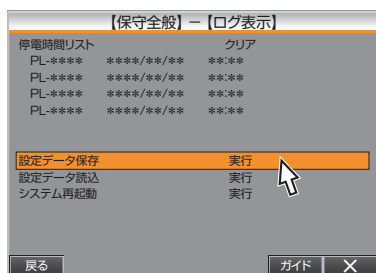 【保守全般】－【ログ表示】
停電時間リスト クリア
PL-**** ****/**/** **:**
PL-**** ****/**/** **:**
PL-**** ****/**/** **:**
PL-**** ****/**/** **:**
設定データ保存 実行
設定データ読込 実行
システム再起動 実行
戻る ガイド X